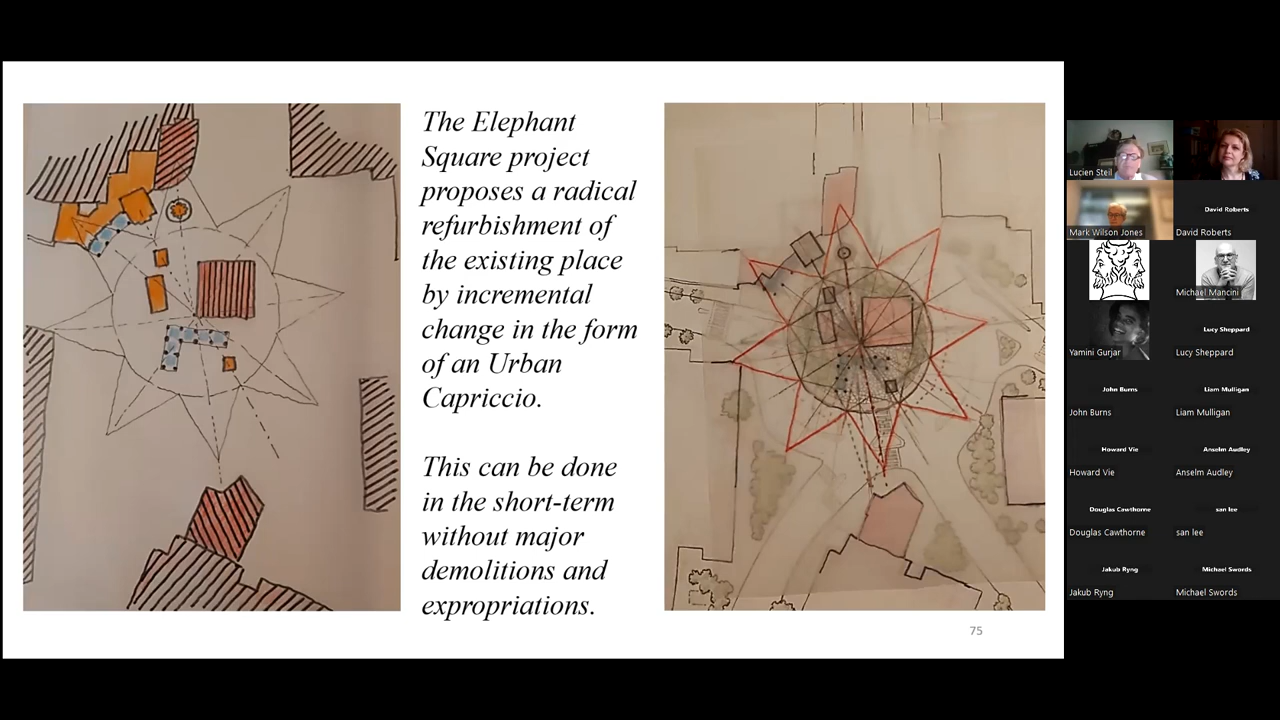 The Elephant
Square project
proposes a radical
refurbishment of
the existing place
by incremental
change in the form
of an Urban
Capriccio.
This can be done
in the short-term
without major
demolitions and
expropriations.
75
Lucien Steil
Mark Wilson Jones
David Roberts
David Roberts
Michael Mancini
Yamini Gurjar
Lucy Sheppard
Lucy Sheppard
John Burns
John Burns
Liam Mulligan
Liam Mulligan
Howard Vie
Howard Vie
Anselm Audley
Anselm Audley
Douglas Cawthorne
Douglas Cawthorne
san lee
san lee
Jakub Ryng
Jakub Ryng
Michael Swords
Michael Swords